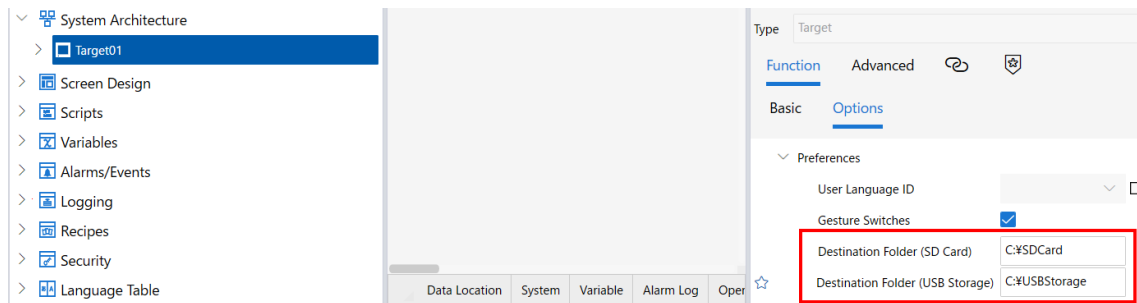 System Architecture
Target01
Screen Design
Scripts
Variables
Alarms/Events
Logging
Recipes
Security
Language Table
Data Location System Variable Alarm Log Oper
Type Target
Function Advanced
Basic Options
Preferences
User Language ID
Gesture Switches
Destination Folder (SD Card) C:¥SDCard
Destination Folder (USB Storage) C:¥USBStorage